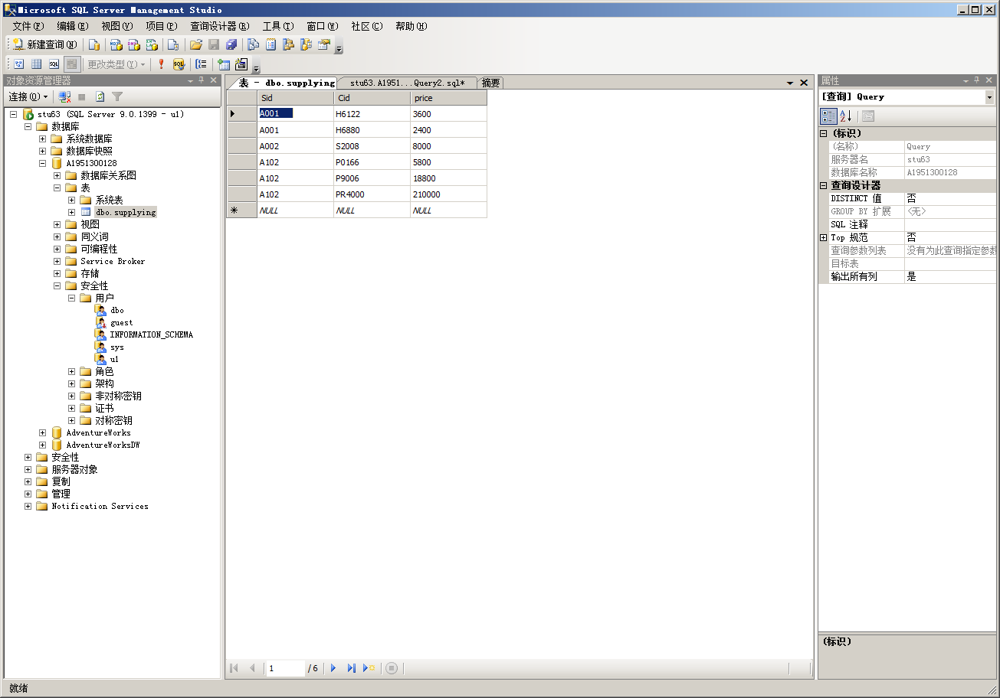 Microsoft SQL Server Management Studio
文件(F) 编辑(E) 视图(V) 项目(P) 查询设计器(R) 工具(T) 窗口(W) 社区(C) 帮助(H)
新建查询(N)
更改类型(Y)
对象资源管理器
连接(O)
stu63 (SQL Server 9.0.1399 - u1)
数据库
系统数据库
数据库快照
A1951300128
数据库关系图
表
系统表
dbo.supplying
视图
同义词
可编程性
Service Broker
存储
安全性
用户
dbo
guest
INFORMATION_SCHEMA
sys
u1
角色
架构
非对称密钥
证书
对称密钥
AdventureWorks
AdventureWorksDW
安全性
服务器对象
复制
管理
Notification Services
表 - dbo.supplying stu63.A1951...Query2.sql* 摘要
Sid Cid price
A001 H6122 3600
A001 H6880 2400
A002 S2008 8000
A102 P0166 5800
A102 P9006 18800
A102 PR4000 210000
NULL NULL NULL
1 / 6
属性
[查询] Query
(标识)
(名称) Query
服务器名 stu63
数据库名称 A1951300128
查询设计器
DISTINCT 值 否
GROUP BY 扩展 <无>
SQL 注释
Top 规范 否
查询参数列表 没有为此查询指定参数
目标表
输出所有列 是
(标识)
就绪